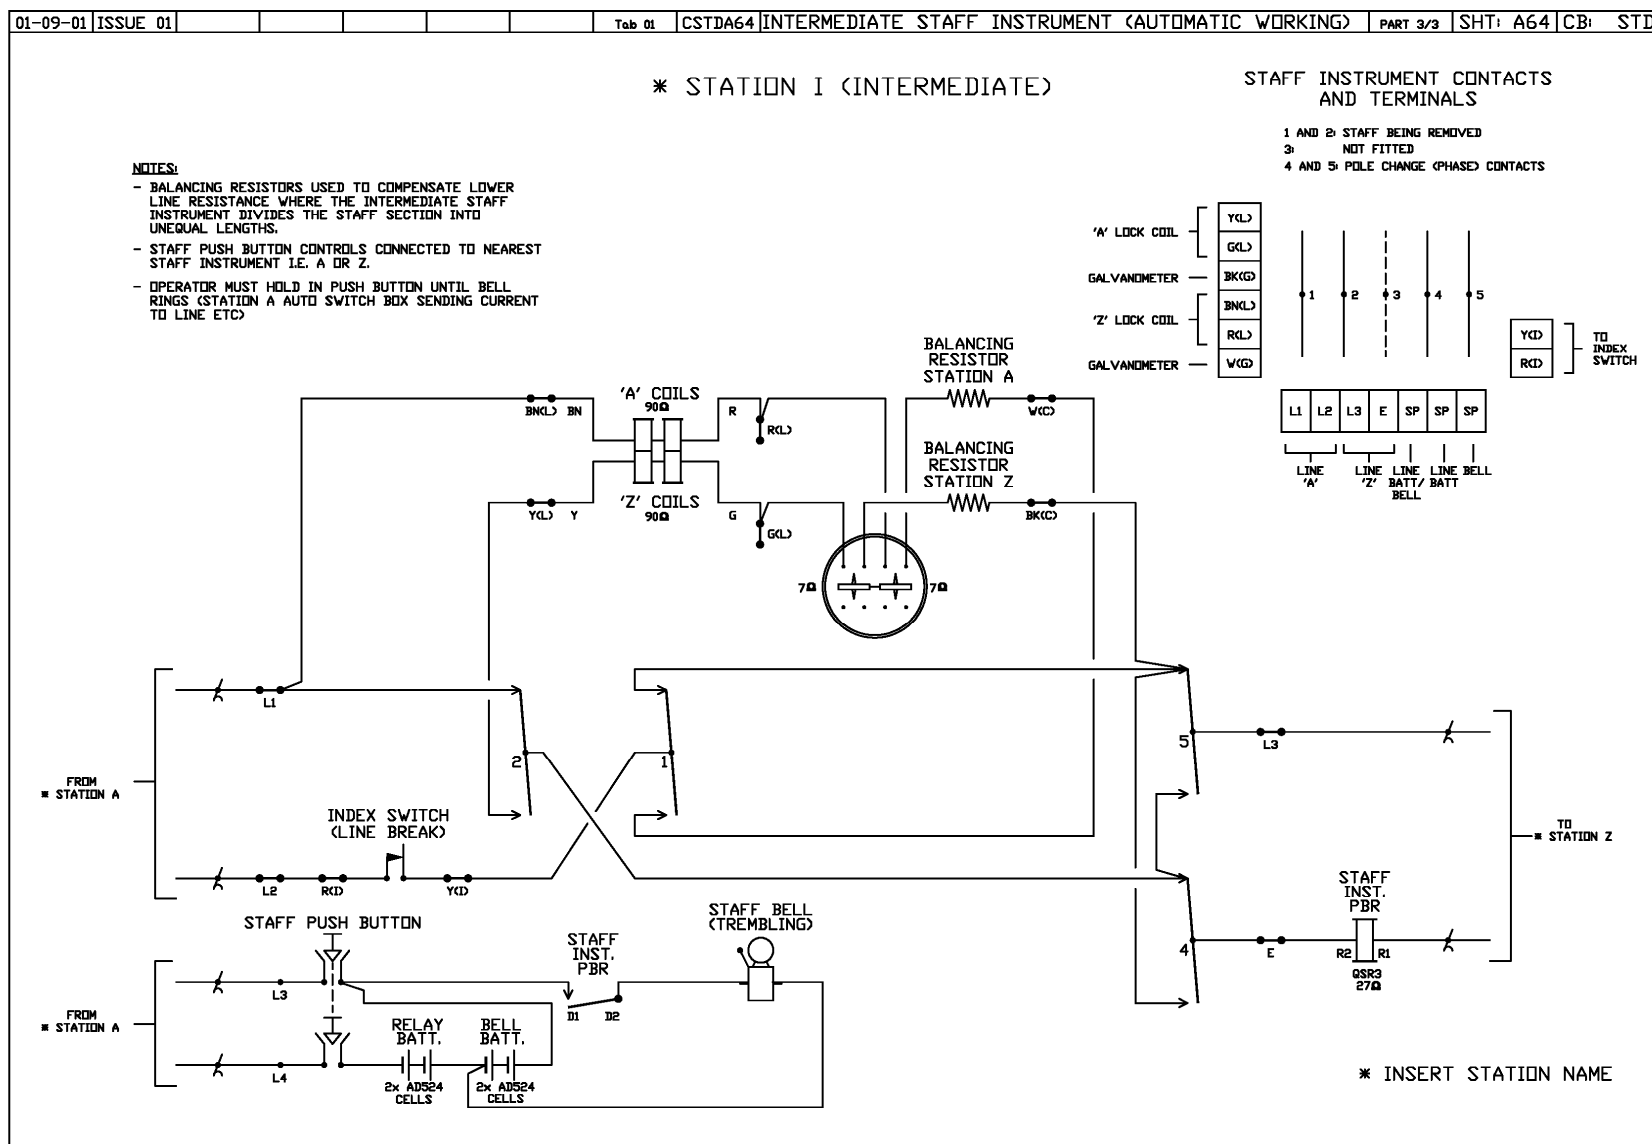 01-09-01 ISSUE 01 Tab 01 CSTDA64 INTERMEDIATE STAFF INSTRUMENT (AUTOMATIC WORKING) PART 3/3 SHT: A64 CB: STD
* STATION I (INTERMEDIATE)
STAFF INSTRUMENT CONTACTS
AND TERMINALS
1 AND 2: STAFF BEING REMOVED
3: NOT FITTED
4 AND 5: POLE CHANGE (PHASE) CONTACTS
NOTES:
- BALANCING RESISTORS USED TO COMPENSATE LOWER
LINE RESISTANCE WHERE THE INTERMEDIATE STAFF
INSTRUMENT DIVIDES THE STAFF SECTION INTO
UNEQUAL LENGTHS.
- STAFF PUSH BUTTON CONTROLS CONNECTED TO NEAREST
STAFF INSTRUMENT I.E. A OR Z.
- OPERATOR MUST HOLD IN PUSH BUTTON UNTIL BELL
RINGS (STATION A AUTO SWITCH BOX SENDING CURRENT
TO LINE ETC)
'A' LOCK COIL
Y(L)
G(L)
GALVANOMETER
BK(G)
'Z' LOCK COIL
BN(L)
R(L)
GALVANOMETER
W(G)
1 2 3 4 5
Y(I)
R(I)
TO
INDEX
SWITCH
L1 L2 L3 E SP SP SP
LINE
'A'
LINE
'Z'
LINE
BATT/
BELL
LINE
BATT
BELL
BALANCING
RESISTOR
STATION A
W(C)
BALANCING
RESISTOR
STATION Z
BK(C)
BN(L) BN
'A' COILS
90Ω
R
R(L)
Y(L) Y
'Z' COILS
90Ω
G
G(L)
7Ω 7Ω
L1
2
1
5
L3
FROM
* STATION A
INDEX SWITCH
(LINE BREAK)
L2 R(I) Y(I)
TO
* STATION Z
STAFF
INST.
PBR
4
E
R2 R1
QSR3
27Ω
STAFF PUSH BUTTON
STAFF
INST.
PBR
STAFF BELL
(TREMBLING)
L3
D1 D2
FROM
* STATION A
RELAY
BATT.
BELL
BATT.
L4
2x AD524
CELLS
2x AD524
CELLS
* INSERT STATION NAME